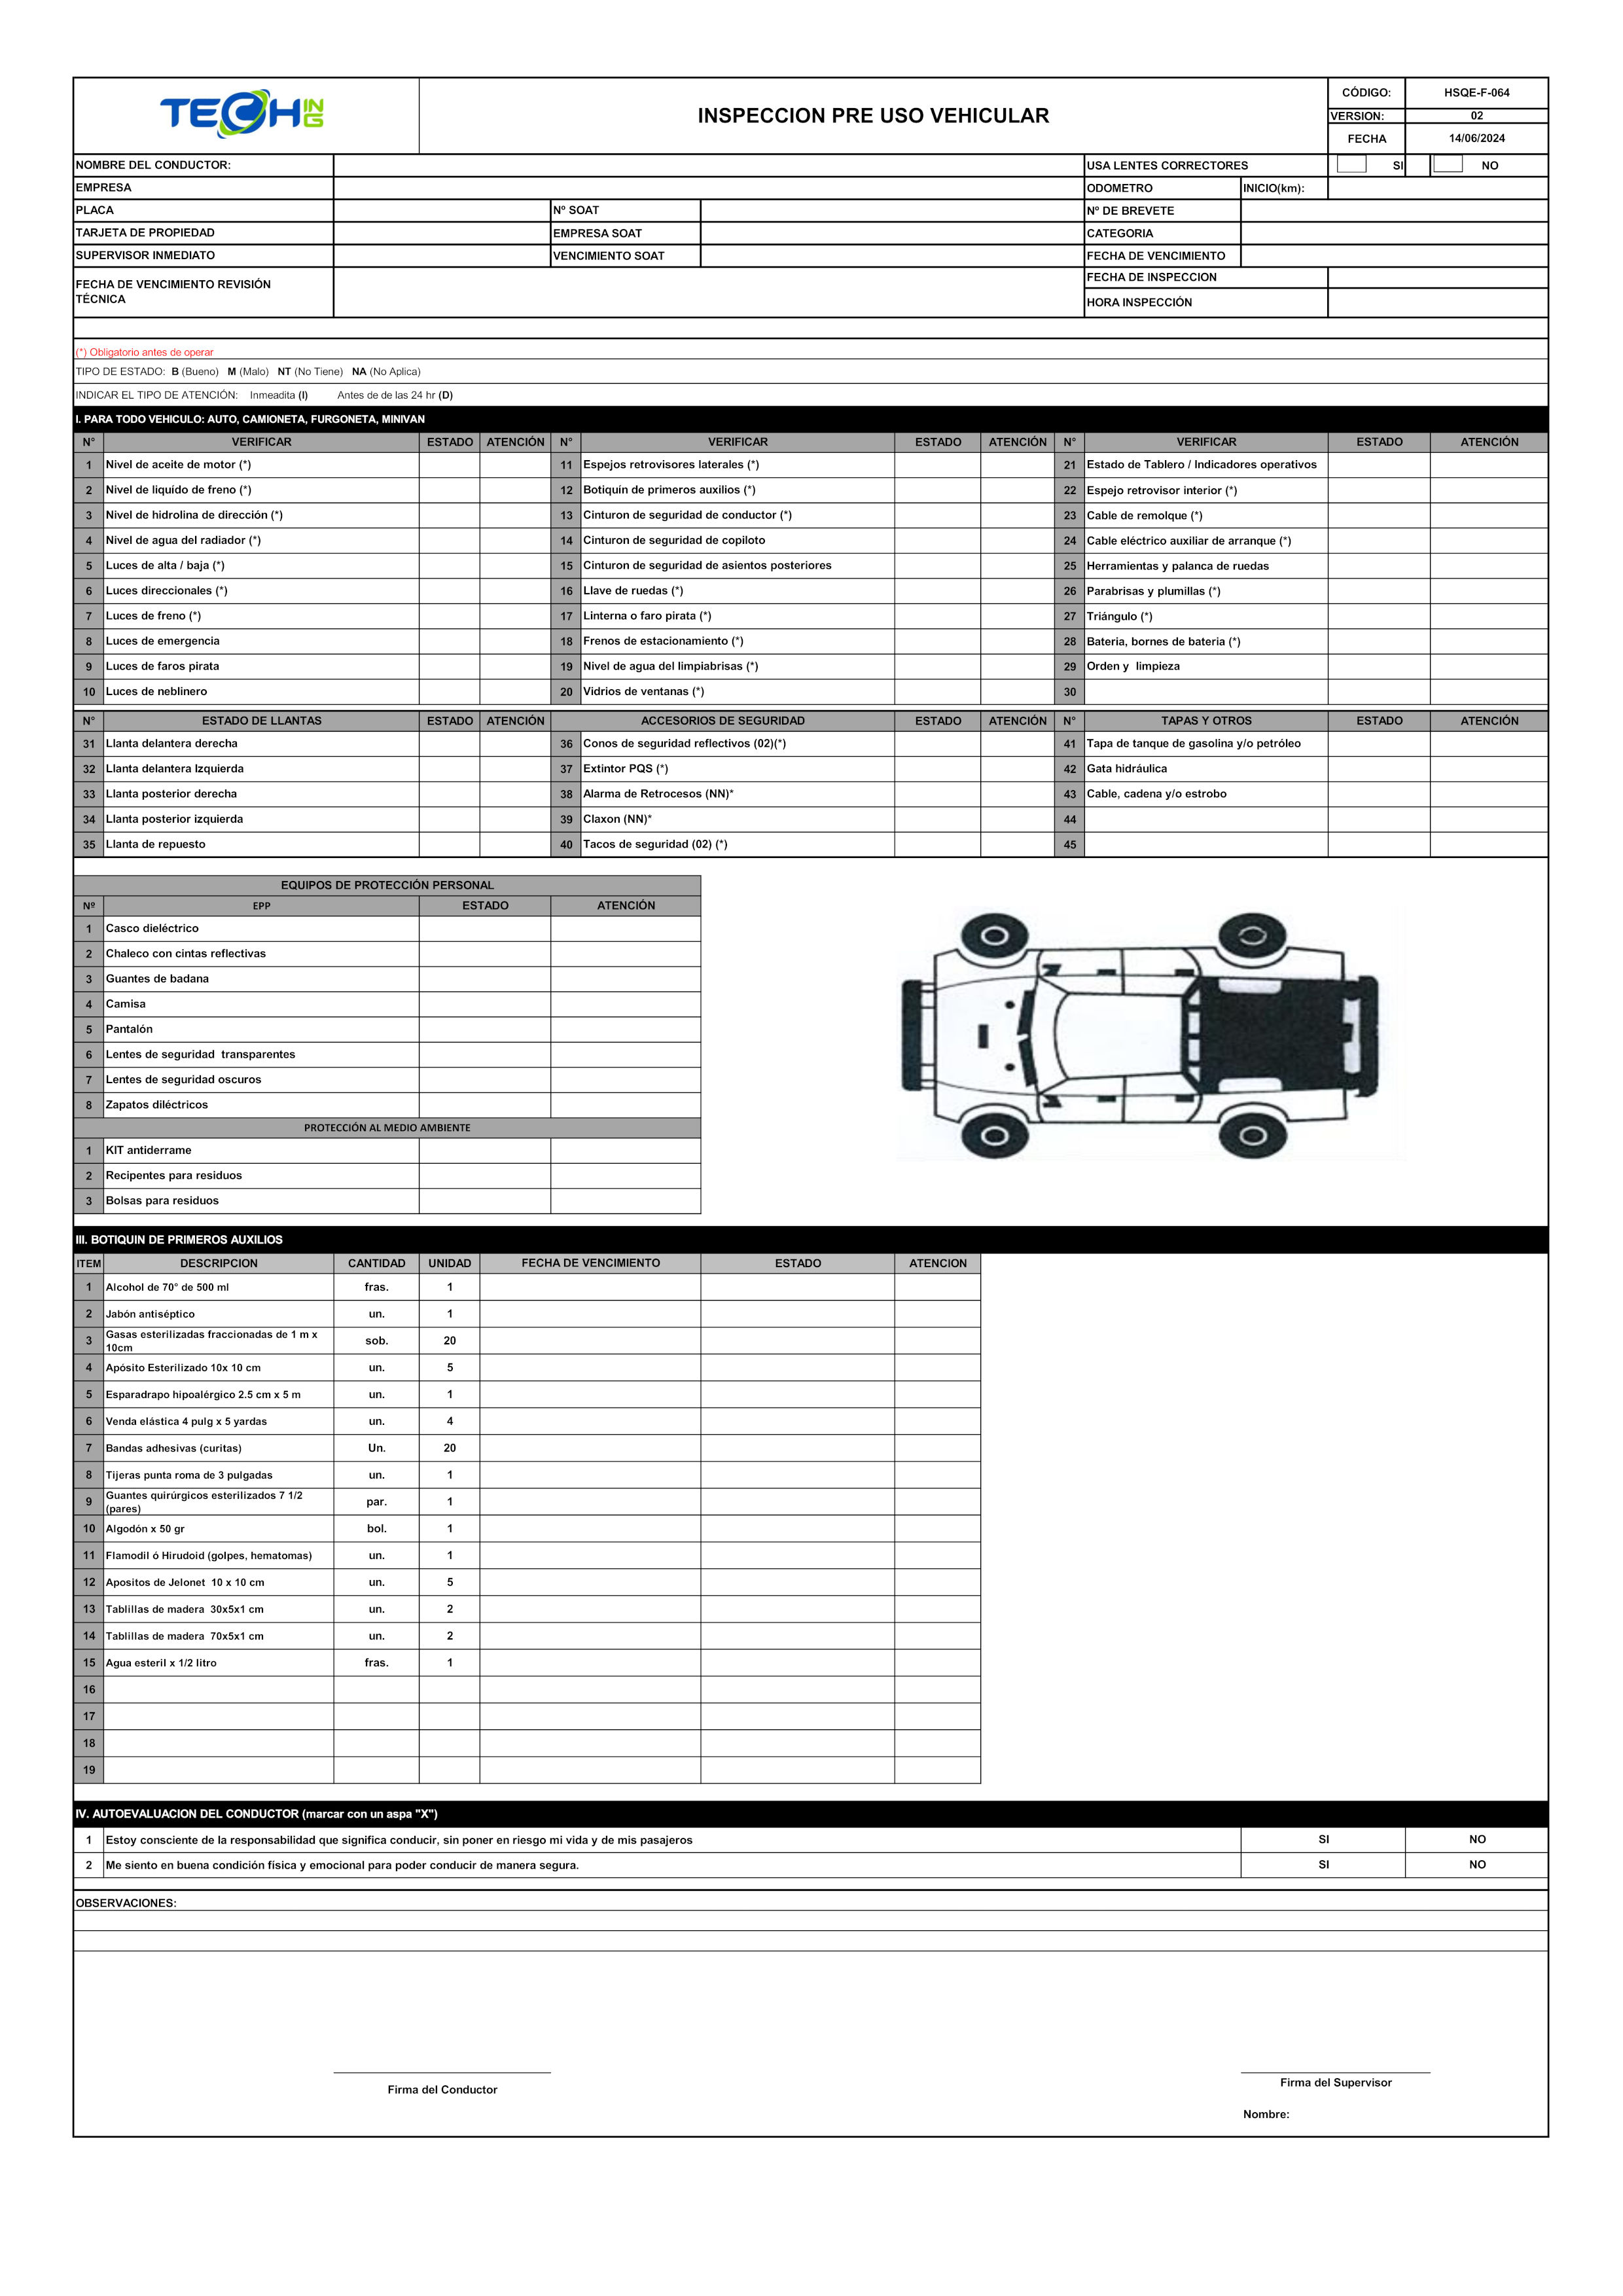 TECHING
INSPECCION PRE USO VEHICULAR
CÓDIGO: HSQE-F-064
VERSION: 02
FECHA 14/06/2024
NOMBRE DEL CONDUCTOR: USA LENTES CORRECTORES SI NO
EMPRESA ODOMETRO INICIO(km):
PLACA Nº SOAT Nº DE BREVETE
TARJETA DE PROPIEDAD EMPRESA SOAT CATEGORIA
SUPERVISOR INMEDIATO VENCIMIENTO SOAT FECHA DE VENCIMIENTO
FECHA DE VENCIMIENTO REVISIÓN
TÉCNICA
FECHA DE INSPECCION
HORA INSPECCIÓN
(*) Obligatorio antes de operar
TIPO DE ESTADO: B (Bueno) M (Malo) NT (No Tiene) NA (No Aplica)
INDICAR EL TIPO DE ATENCIÓN: Inmeadita (I) Antes de de las 24 hr (D)
I. PARA TODO VEHICULO: AUTO, CAMIONETA, FURGONETA, MINIVAN
N° VERIFICAR ESTADO ATENCIÓN N° VERIFICAR ESTADO ATENCIÓN N° VERIFICAR ESTADO ATENCIÓN
1 Nivel de aceite de motor (*) 11 Espejos retrovisores laterales (*) 21 Estado de Tablero / Indicadores operativos
2 Nivel de liquído de freno (*) 12 Botiquín de primeros auxilios (*) 22 Espejo retrovisor interior (*)
3 Nivel de hidrolina de dirección (*) 13 Cinturon de seguridad de conductor (*) 23 Cable de remolque (*)
4 Nivel de agua del radiador (*) 14 Cinturon de seguridad de copiloto 24 Cable eléctrico auxiliar de arranque (*)
5 Luces de alta / baja (*) 15 Cinturon de seguridad de asientos posteriores 25 Herramientas y palanca de ruedas
6 Luces direccionales (*) 16 Llave de ruedas (*) 26 Parabrisas y plumillas (*)
7 Luces de freno (*) 17 Linterna o faro pirata (*) 27 Triángulo (*)
8 Luces de emergencia 18 Frenos de estacionamiento (*) 28 Bateria, bornes de bateria (*)
9 Luces de faros pirata 19 Nivel de agua del limpiabrisas (*) 29 Orden y limpieza
10 Luces de neblinero 20 Vidrios de ventanas (*) 30
N° ESTADO DE LLANTAS ESTADO ATENCIÓN ACCESORIOS DE SEGURIDAD ESTADO ATENCIÓN N° TAPAS Y OTROS ESTADO ATENCIÓN
31 Llanta delantera derecha 36 Conos de seguridad reflectivos (02)(*) 41 Tapa de tanque de gasolina y/o petróleo
32 Llanta delantera Izquierda 37 Extintor PQS (*) 42 Gata hidráulica
33 Llanta posterior derecha 38 Alarma de Retrocesos (NN)* 43 Cable, cadena y/o estrobo
34 Llanta posterior izquierda 39 Claxon (NN)* 44
35 Llanta de repuesto 40 Tacos de seguridad (02) (*) 45
EQUIPOS DE PROTECCIÓN PERSONAL
Nº EPP ESTADO ATENCIÓN
1 Casco dieléctrico
2 Chaleco con cintas reflectivas
3 Guantes de badana
4 Camisa
5 Pantalón
6 Lentes de seguridad transparentes
7 Lentes de seguridad oscuros
8 Zapatos diléctricos
PROTECCIÓN AL MEDIO AMBIENTE
1 KIT antiderrame
2 Recipentes para residuos
3 Bolsas para residuos
III. BOTIQUIN DE PRIMEROS AUXILIOS
ITEM DESCRIPCION CANTIDAD UNIDAD FECHA DE VENCIMIENTO ESTADO ATENCION
1 Alcohol de 70° de 500 ml fras. 1
2 Jabón antiséptico un. 1
3 Gasas esterilizadas fraccionadas de 1 m x
10cm sob. 20
4 Apósito Esterilizado 10x 10 cm un. 5
5 Esparadrapo hipoalérgico 2.5 cm x 5 m un. 1
6 Venda elástica 4 pulg x 5 yardas un. 4
7 Bandas adhesivas (curitas) Un. 20
8 Tijeras punta roma de 3 pulgadas un. 1
9 Guantes quirúrgicos esterilizados 7 1/2
(pares) par. 1
10 Algodón x 50 gr bol. 1
11 Flamodil ó Hirudoid (golpes, hematomas) un. 1
12 Apositos de Jelonet 10 x 10 cm un. 5
13 Tablillas de madera 30x5x1 cm un. 2
14 Tablillas de madera 70x5x1 cm un. 2
15 Agua esteril x 1/2 litro fras. 1
16
17
18
19
IV. AUTOEVALUACION DEL CONDUCTOR (marcar con un aspa "X")
1 Estoy consciente de la responsabilidad que significa conducir, sin poner en riesgo mi vida y de mis pasajeros SI NO
2 Me siento en buena condición física y emocional para poder conducir de manera segura. SI NO
OBSERVACIONES:
Firma del Conductor
Firma del Supervisor
Nombre: